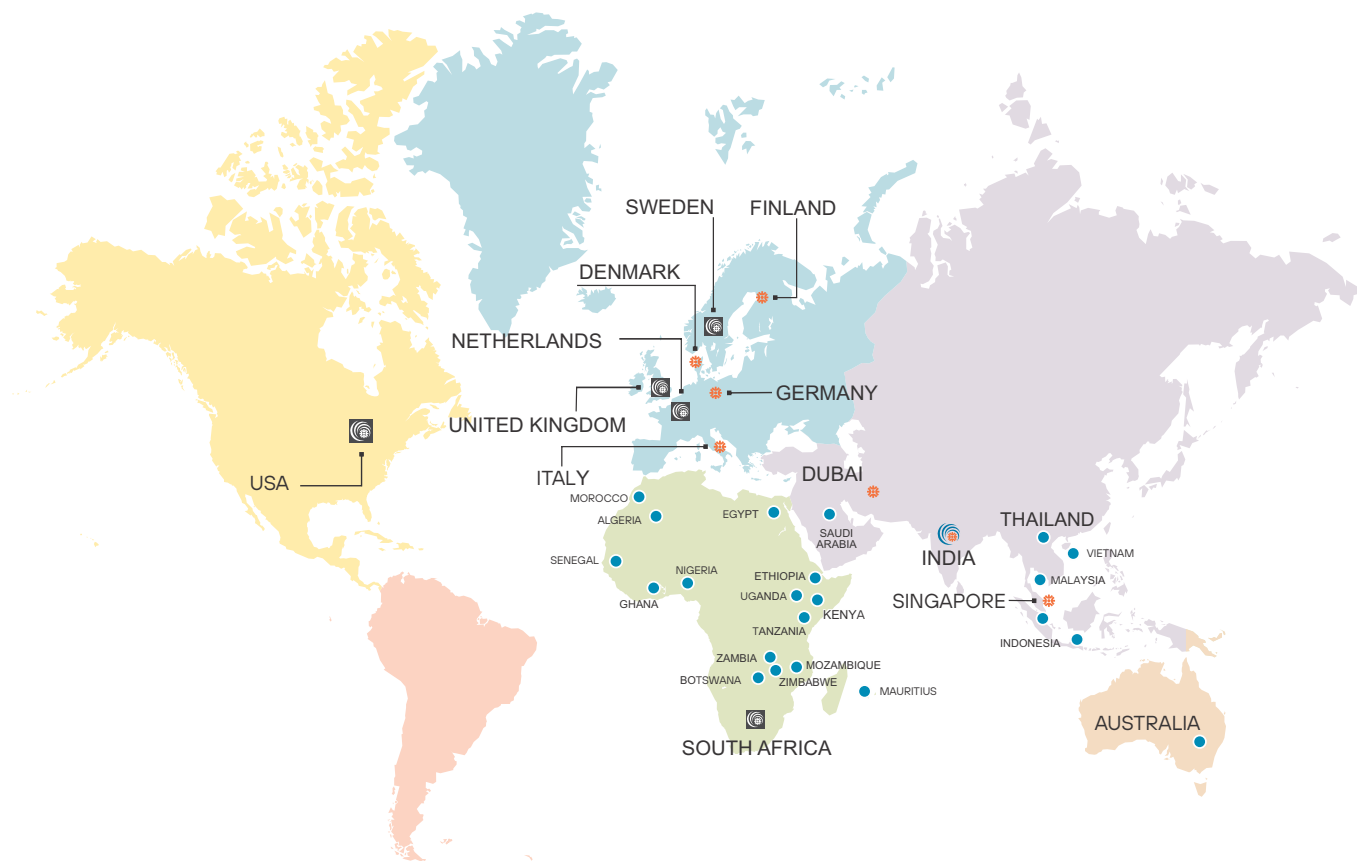 SWEDEN
FINLAND
DENMARK
NETHERLANDS
GERMANY
UNITED KINGDOM
USA
ITALY
DUBAI
MOROCCO
ALGERIA
EGYPT
SAUDI
ARABIA
THAILAND
INDIA
VIETNAM
SENEGAL
NIGERIA
ETHIOPIA
MALAYSIA
GHANA
UGANDA
KENYA
SINGAPORE
TANZANIA
INDONESIA
ZAMBIA
MOZAMBIQUE
BOTSWANA
ZIMBABWE
MAURITIUS
AUSTRALIA
SOUTH AFRICA